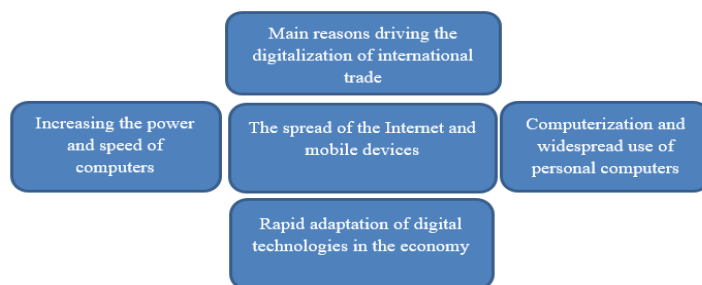 Main reasons driving the
digitalization of international
trade
Increasing the power
and speed of
computers
The spread of the Internet and
mobile devices
Computerization and
widespread use of
personal computers
Rapid adaptation of digital
technologies in the economy